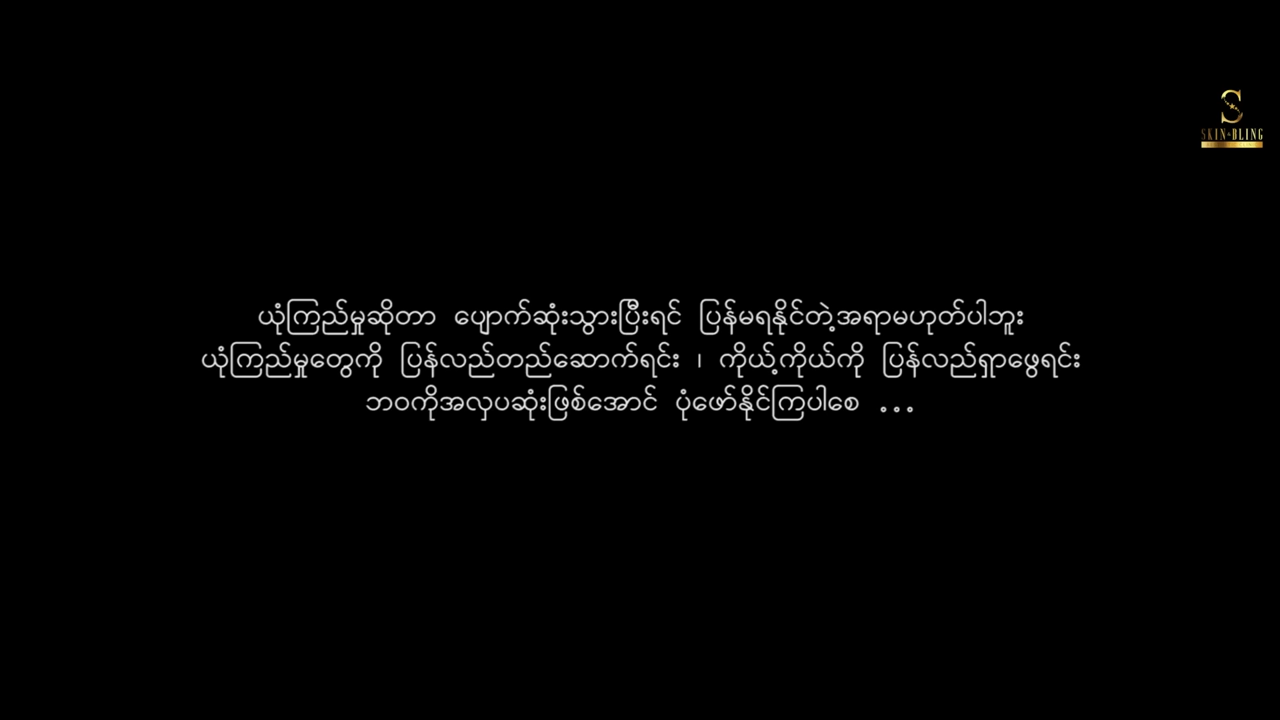 S
SKIN & BLING
ယုံကြည်မှုဆိုတာ ပျောက်ဆုံးသွားပြီးရင် ပြန်မရနိုင်တဲ့အရာမဟုတ်ပါဘူး
ယုံကြည်မှုတွေကို ပြန်လည်တည်ဆောက်ရင်း ၊ ကိုယ့်ကိုယ်ကို ပြန်လည်ရှာဖွေရင်း
ဘဝကိုအလှပဆုံးဖြစ်အောင် ပုံဖော်နိုင်ကြပါစေ ...